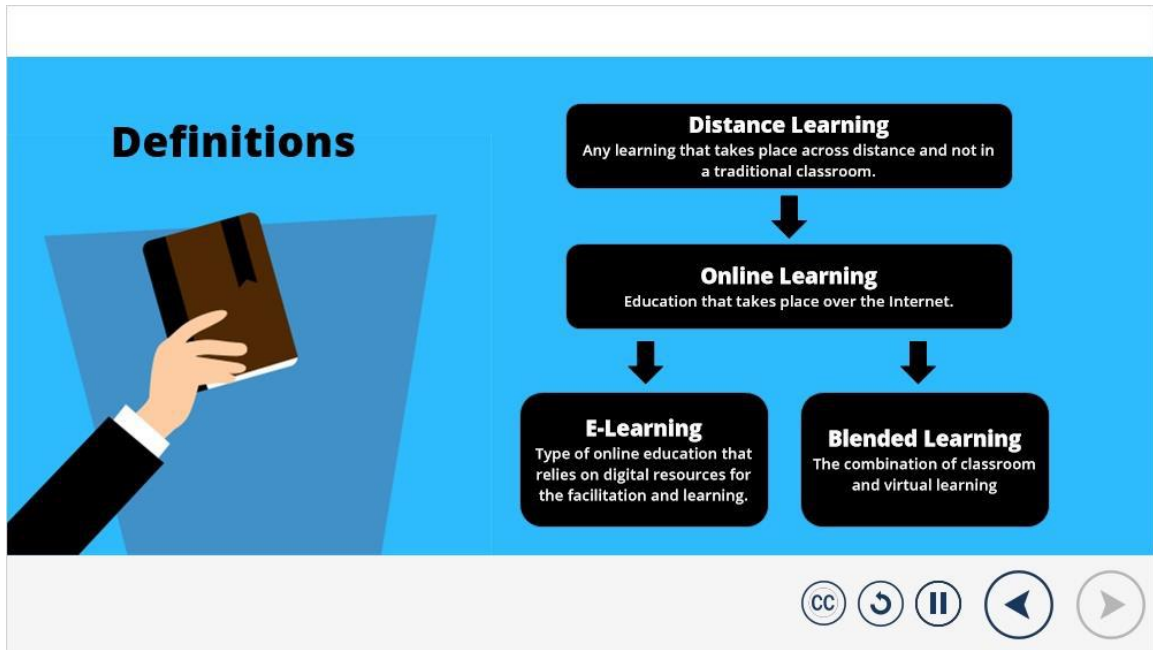 Definitions
Distance Learning
Any learning that takes place across distance and not in
a traditional classroom.
Online Learning
Education that takes place over the Internet.
E-Learning
Type of online education that
relies on digital resources for
the facilitation and learning.
Blended Learning
The combination of classroom
and virtual learning
CC